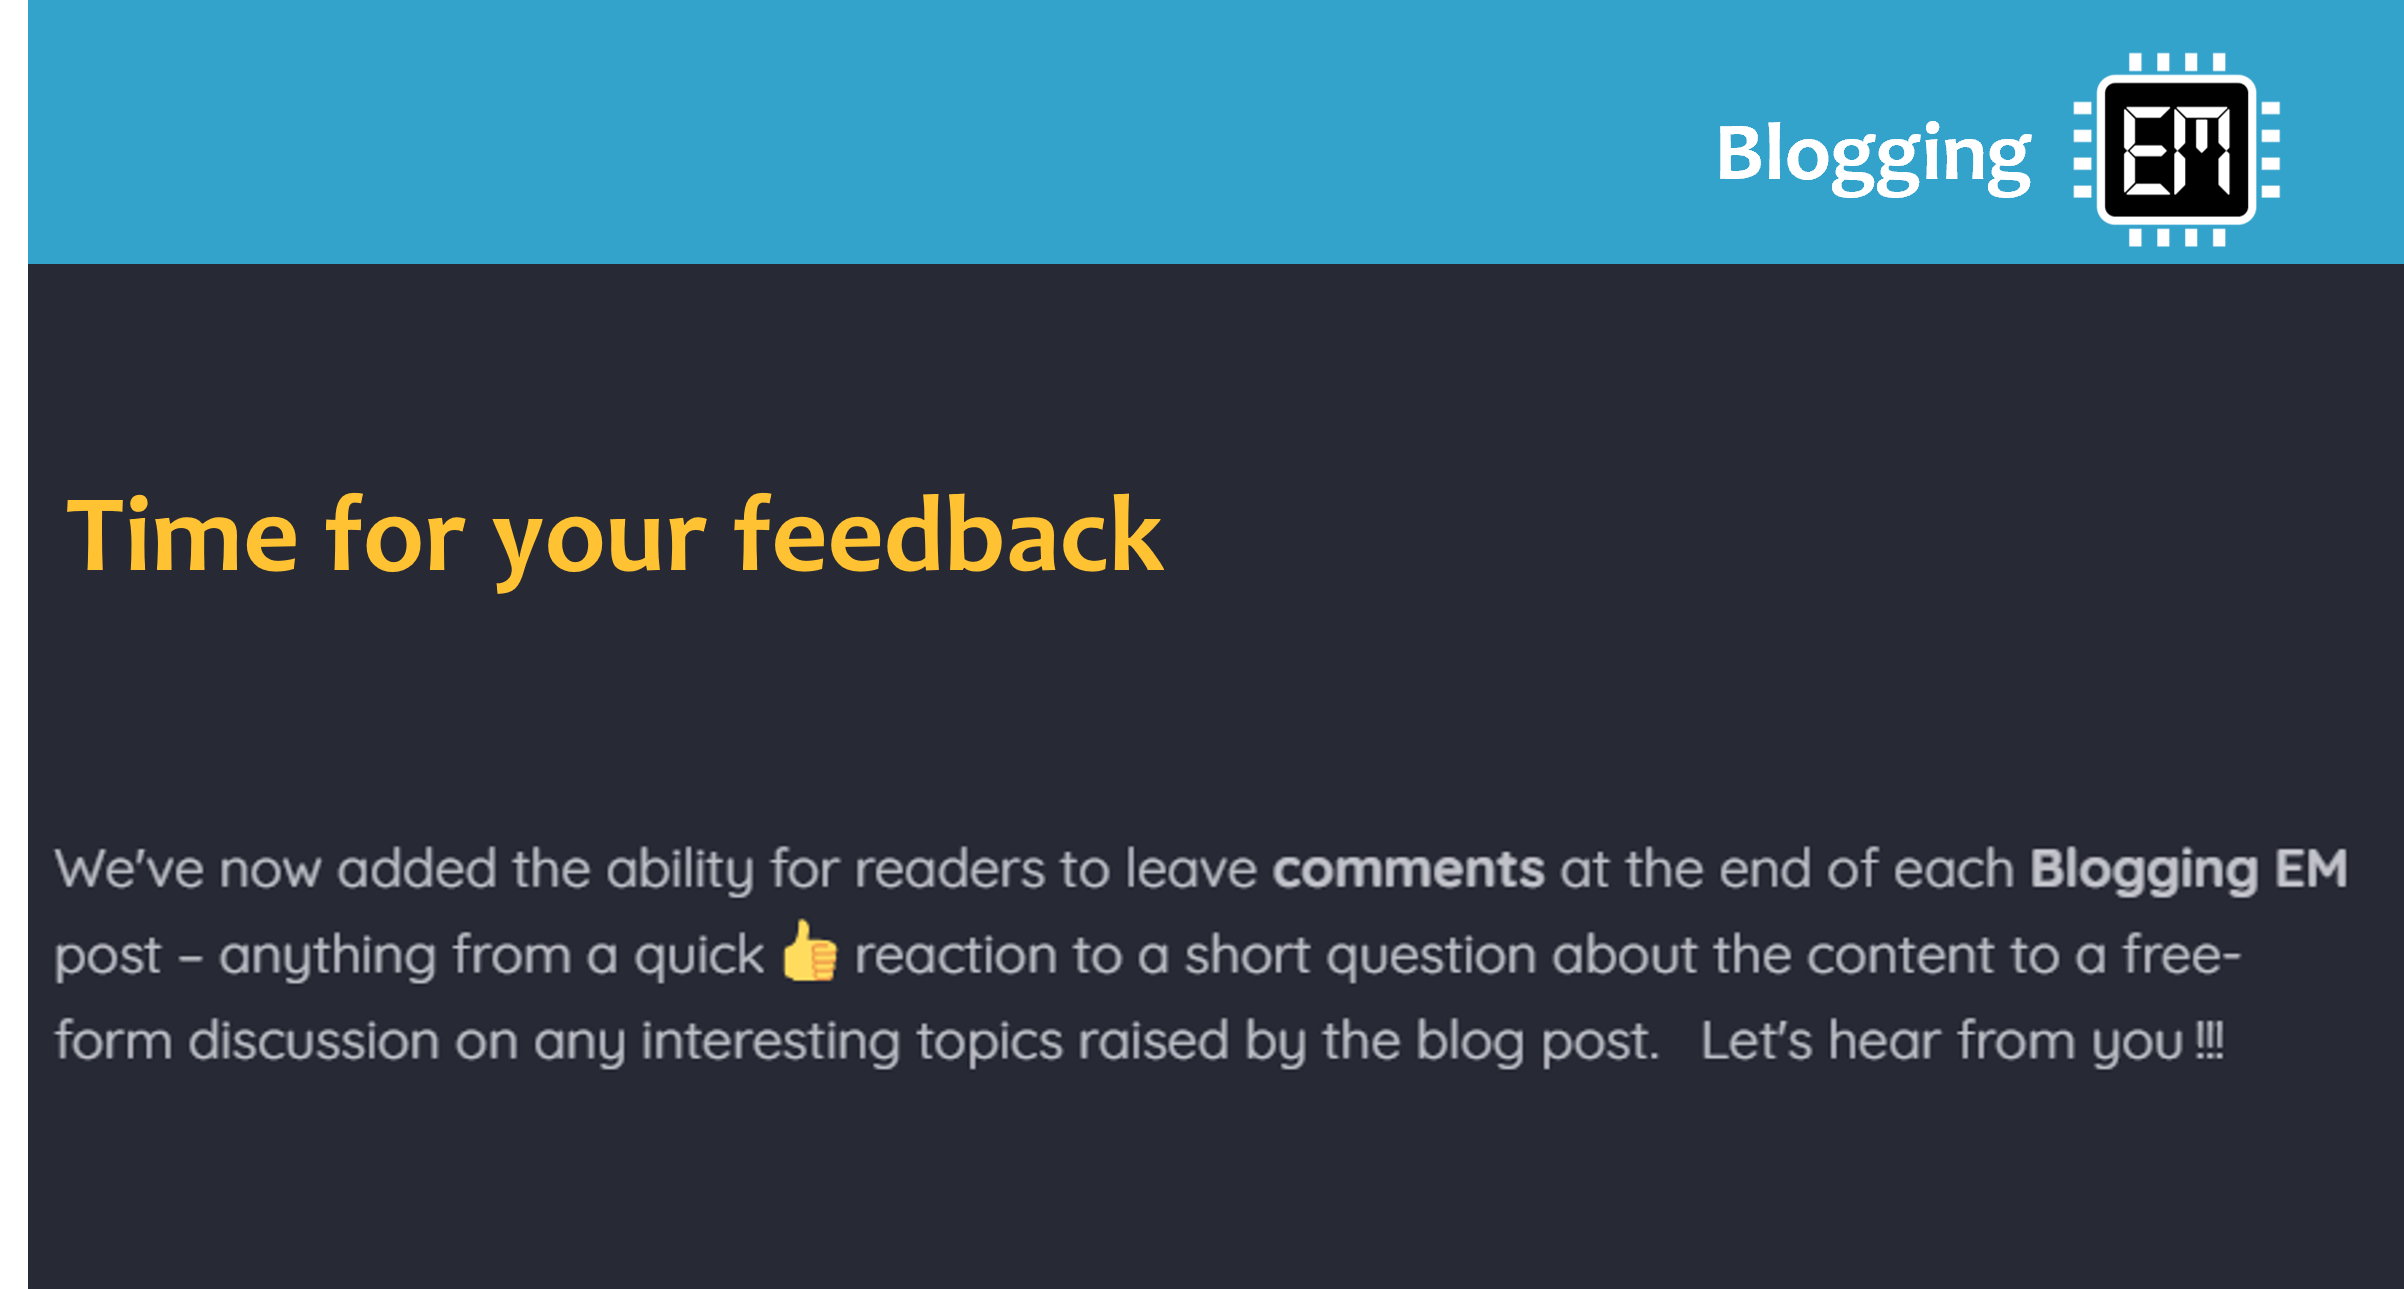 Blogging EM
Time for your feedback
We've now added the ability for readers to leave comments at the end of each Blogging EM
post – anything from a quick 👍 reaction to a short question about the content to a free-
form discussion on any interesting topics raised by the blog post.   Let's hear from you !!!